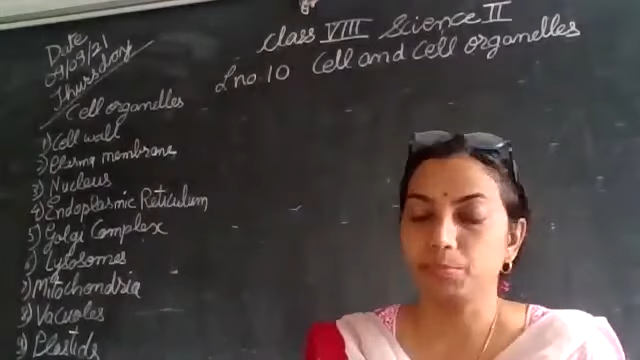 Date
09/09/21
Thursday
Class VIII Science II
L no. 10 Cell and Cell organelles
Cell organelles
1) Cell wall
2) Plasma membrane
3) Nucleus
4) Endoplasmic Reticulum
5) Golgi Complex
6) Lysosomes
7) Mitochondria
8) Vacuoles
9) Plastids